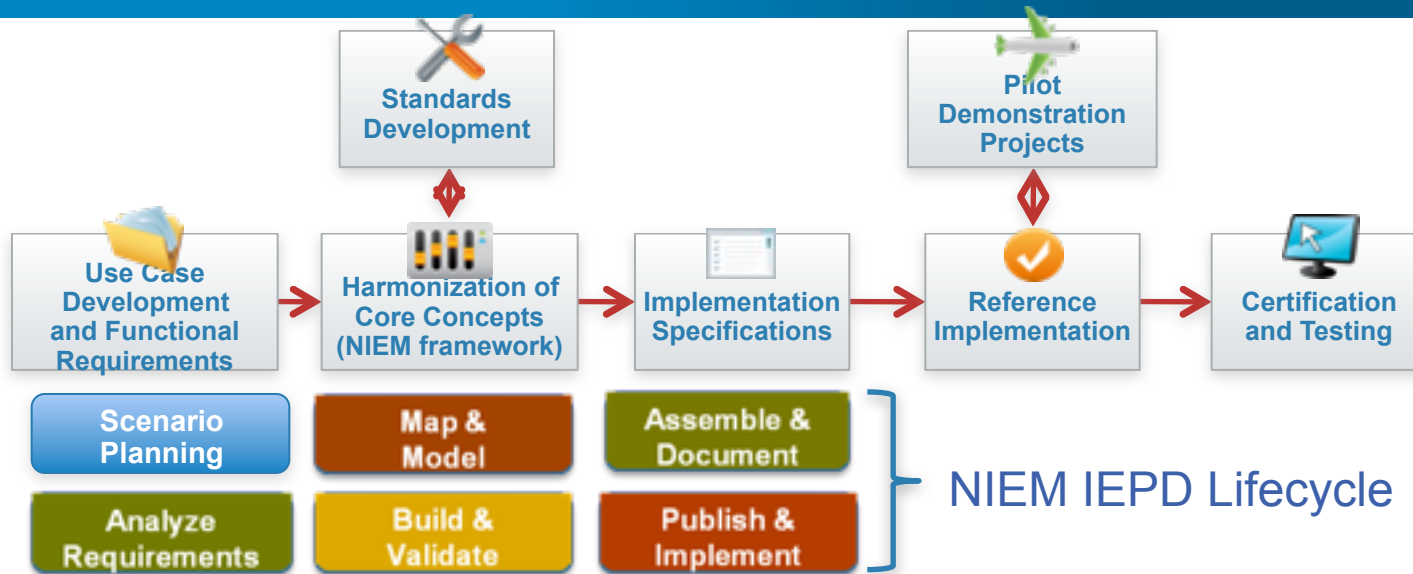 Standards
Development
Pilot
Demonstration
Projects
Use Case
Development
and Functional
Requirements
Harmonization of
Core Concepts
(NIEM framework)
Implementation
Specifications
Reference
Implementation
Certification
and Testing
Scenario
Planning
Map &
Model
Assemble &
Document
Analyze
Requirements
Build &
Validate
Publish &
Implement
NIEM IEPD Lifecycle